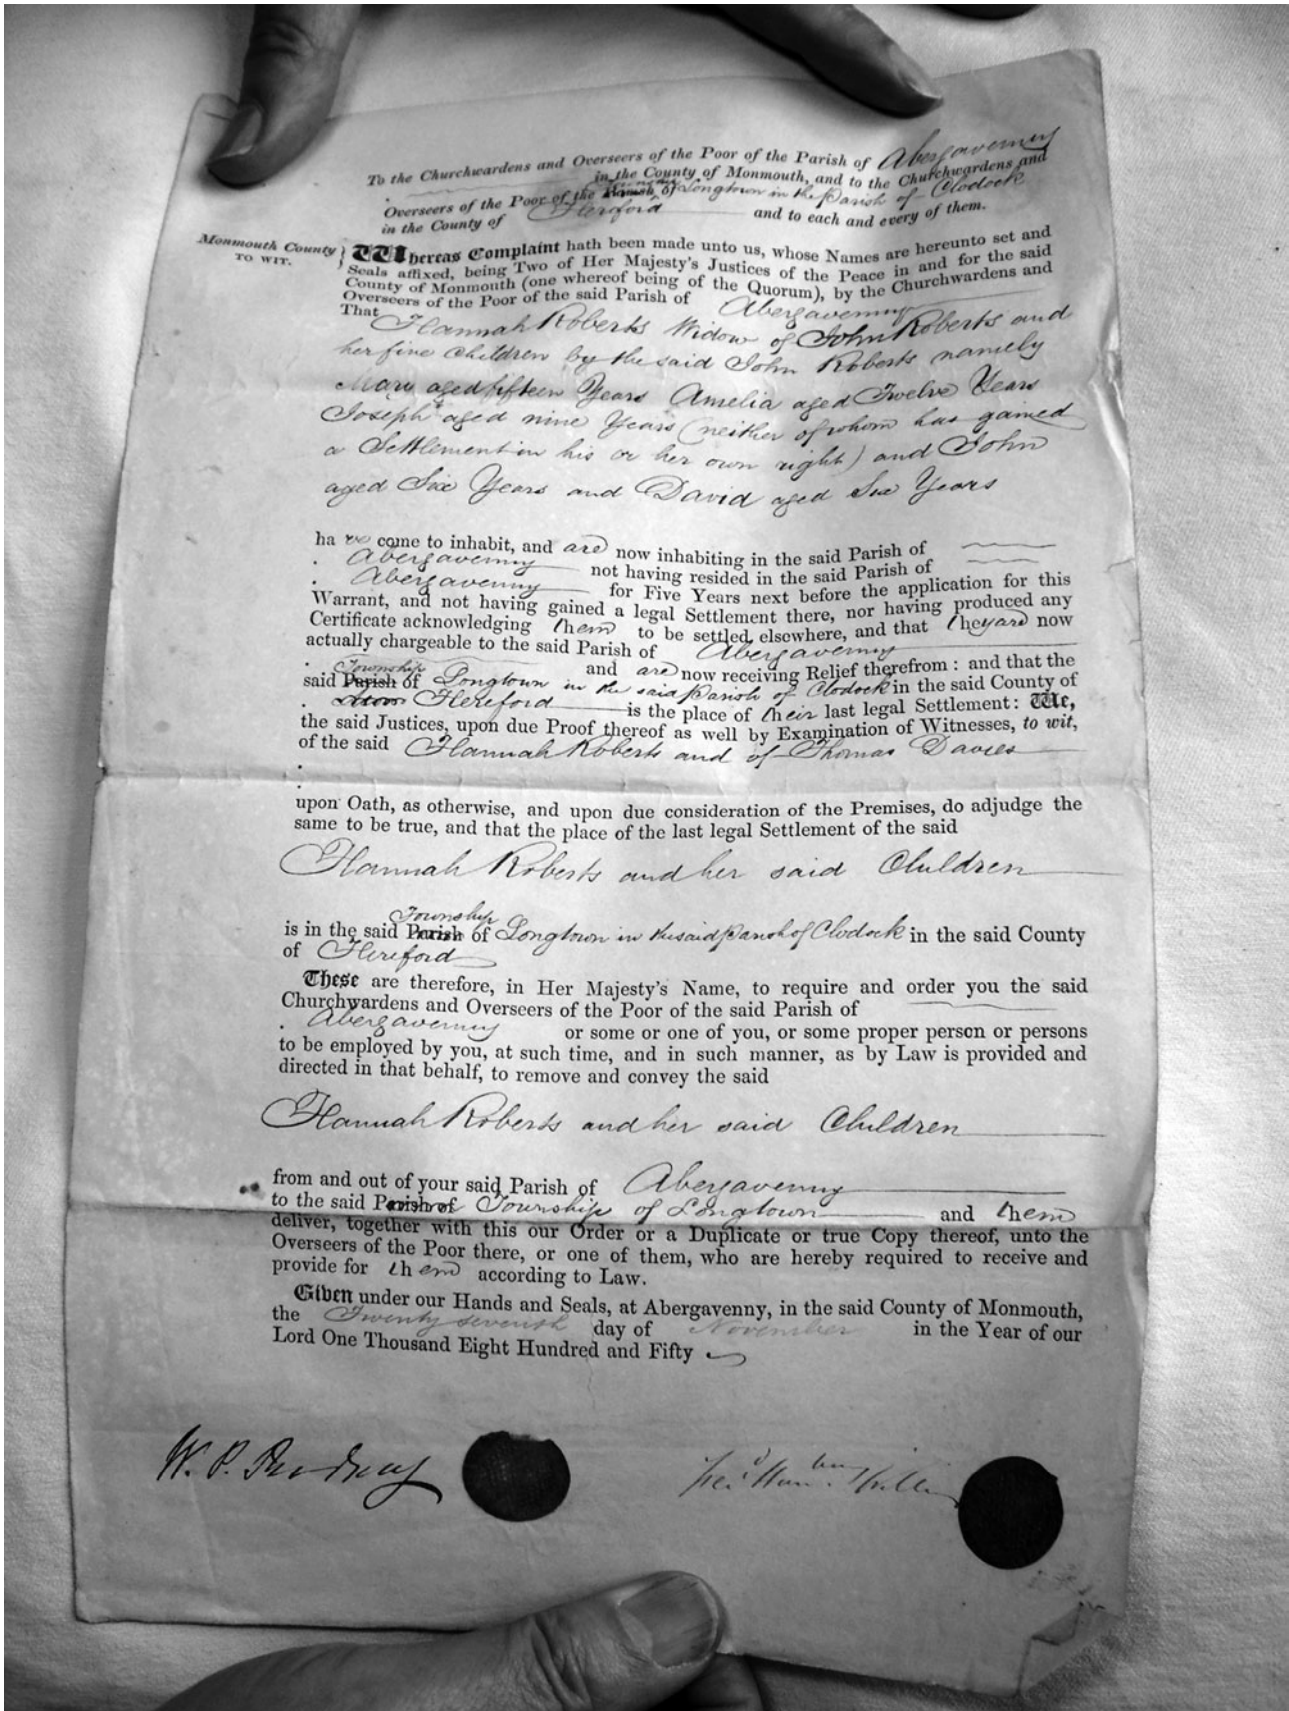 To the Churchwardens and Overseers of the Poor of the Parish of Abergavenny
in the County of Monmouth, and to the Churchwardens and
Overseers of the Poor of the Parish of Township of Longtown in the Parish of Clodock
in the County of Hereford and to each and every of them.
Monmouth County
TO WIT.
Whereas Complaint hath been made unto us, whose Names are hereunto set and
Seals affixed, being Two of Her Majesty's Justices of the Peace in and for the said
County of Monmouth (one whereof being of the Quorum), by the Churchwardens and
Overseers of the Poor of the said Parish of Abergavenny
That Hannah Roberts Widow of John Roberts and
her five Children by the said John Roberts namely
Mary aged fifteen Years Amelia aged Twelve Years
Joseph aged nine Years (neither of whom has gained
a Settlement in his or her own right) and John
aged Six Years and David aged Six Years
have come to inhabit, and are now inhabiting in the said Parish of
Abergavenny not having resided in the said Parish of
Abergavenny for Five Years next before the application for this
Warrant, and not having gained a legal Settlement there, nor having produced any
Certificate acknowledging them to be settled elsewhere, and that they are now
actually chargeable to the said Parish of Abergavenny
and are now receiving Relief therefrom : and that the
Township
said Parish of Longtown in the said Parish of Clodock in the said County of
Hereford is the place of their last legal Settlement: We,
the said Justices, upon due Proof thereof as well by Examination of Witnesses, to wit,
of the said Hannah Roberts and of Thomas Davies
upon Oath, as otherwise, and upon due consideration of the Premises, do adjudge the
same to be true, and that the place of the last legal Settlement of the said
Hannah Roberts and her said Children
Township
is in the said Parish of Longtown in the said Parish of Clodock in the said County
of Hereford
These are therefore, in Her Majesty's Name, to require and order you the said
Churchwardens and Overseers of the Poor of the said Parish of
Abergavenny or some or one of you, or some proper person or persons
to be employed by you, at such time, and in such manner, as by Law is provided and
directed in that behalf, to remove and convey the said
Hannah Roberts and her said Children
from and out of your said Parish of Abergavenny
to the said Parish of Township of Longtown and them
deliver, together with this our Order or a Duplicate or true Copy thereof, unto the
Overseers of the Poor there, or one of them, who are hereby required to receive and
provide for them according to Law.
Given under our Hands and Seals, at Abergavenny, in the said County of Monmouth,
the Twenty seventh day of November in the Year of our
Lord One Thousand Eight Hundred and Fifty
W. P.